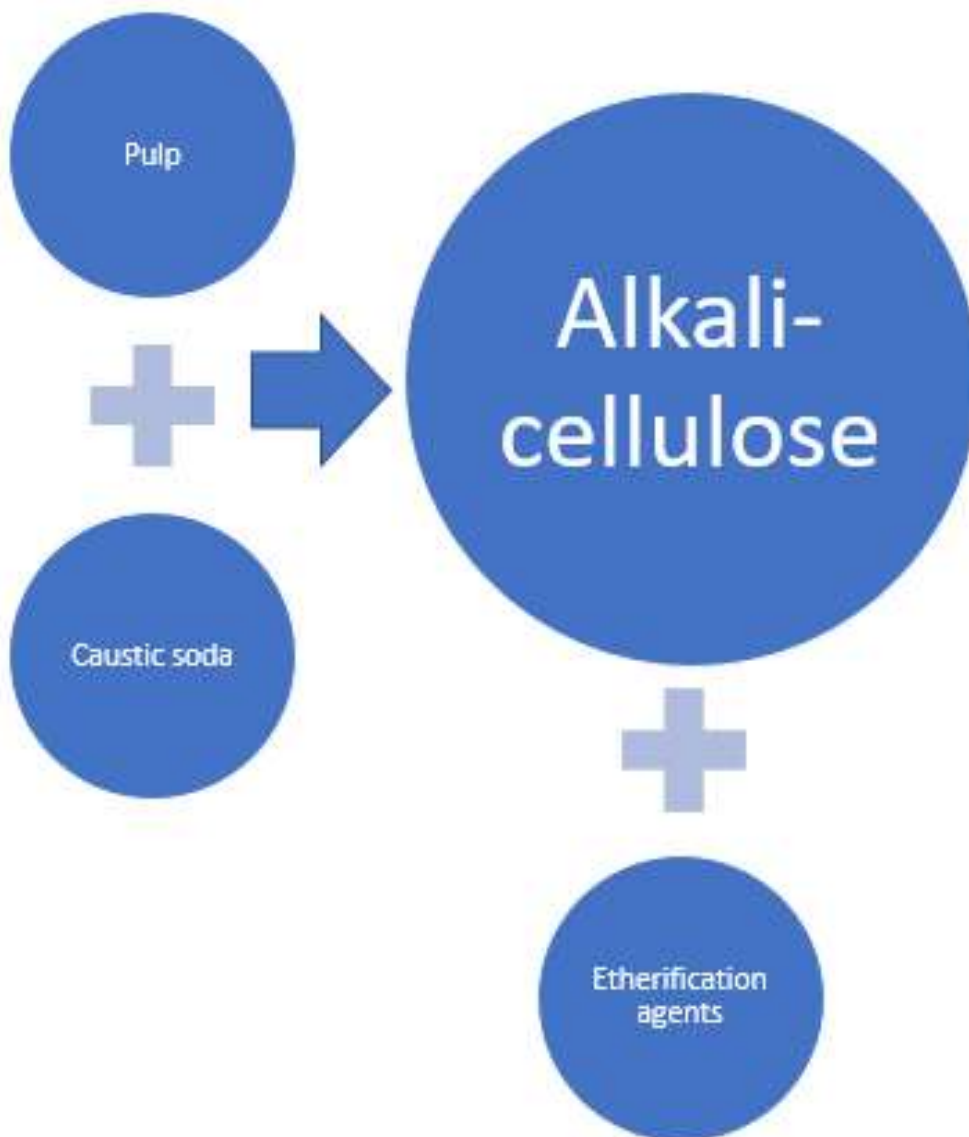 Pulp
Caustic soda
Alkali-
cellulose
Etherification
agents